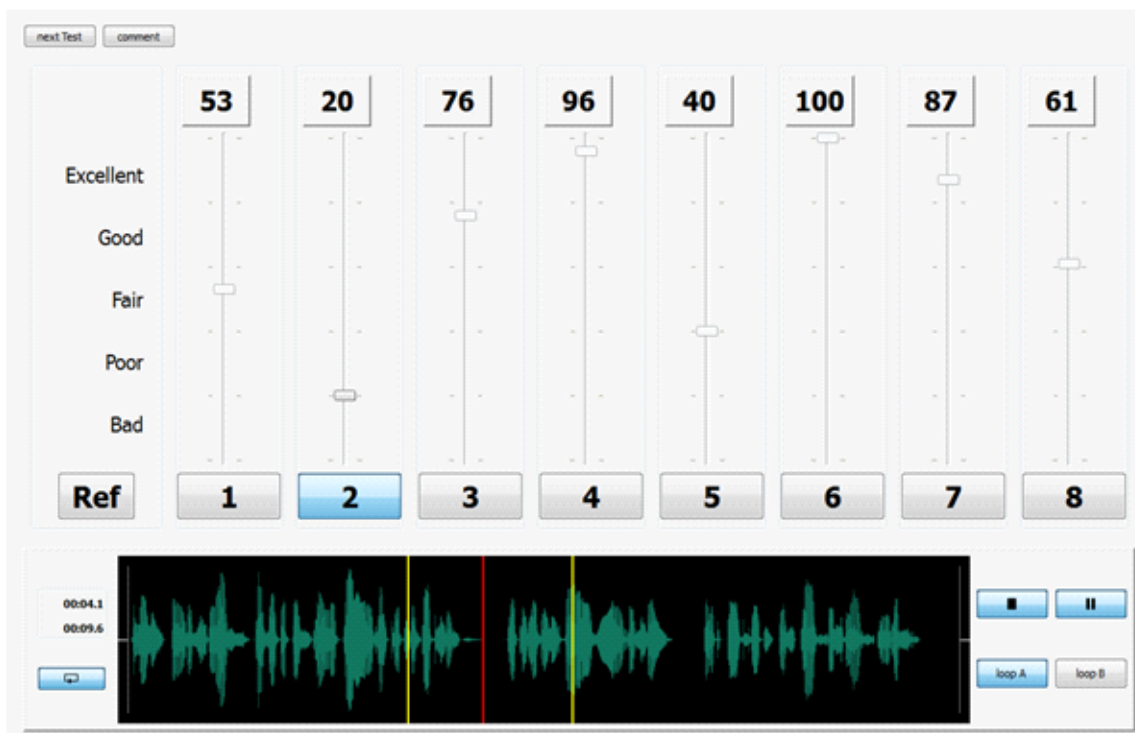 next Test comment
53 20 76 96 40 100 87 61
Excellent
Good
Fair
Poor
Bad
Ref 1 2 3 4 5 6 7 8
00:04.1
00:09.6
loop A loop B